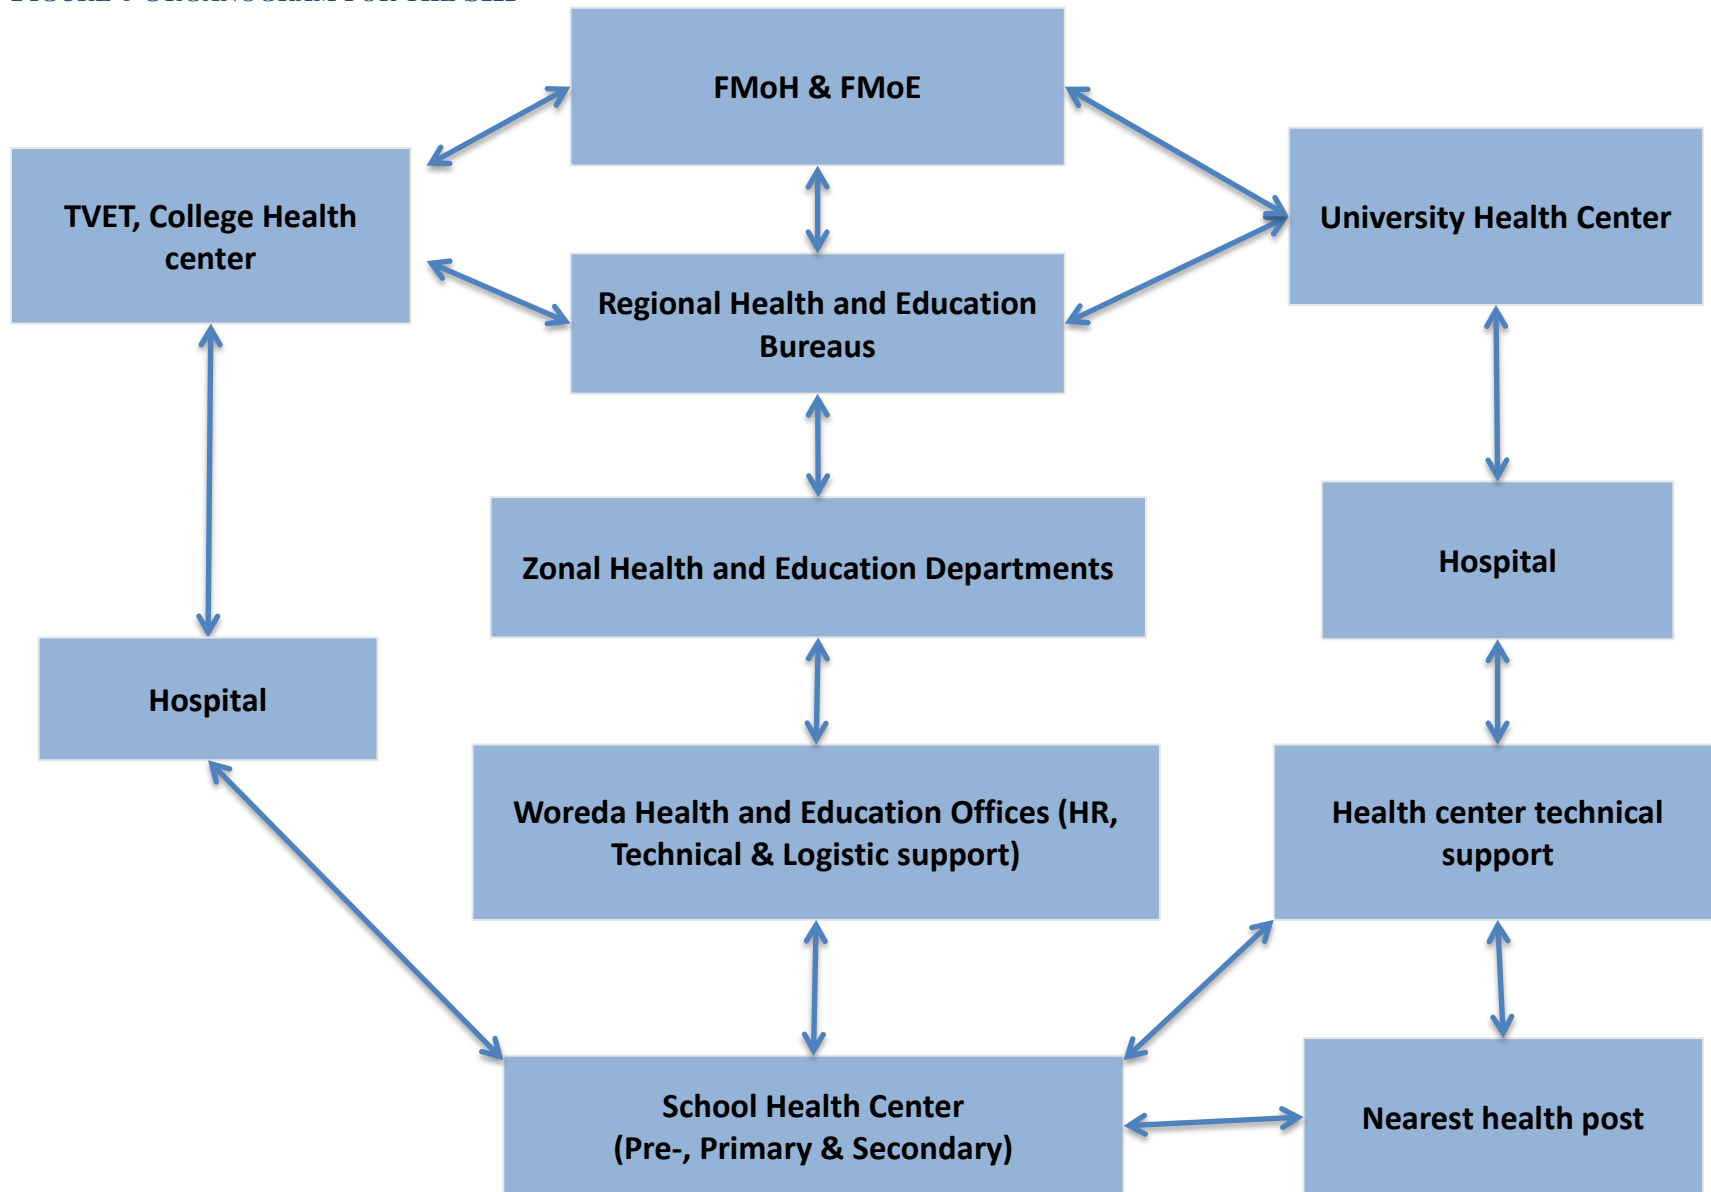 FMoH & FMoE
TVET, College Health
center
University Health Center
Regional Health and Education
Bureaus
Zonal Health and Education Departments
Hospital
Hospital
Woreda Health and Education Offices (HR,
Technical & Logistic support)
Health center technical
support
School Health Center
(Pre-, Primary & Secondary)
Nearest health post